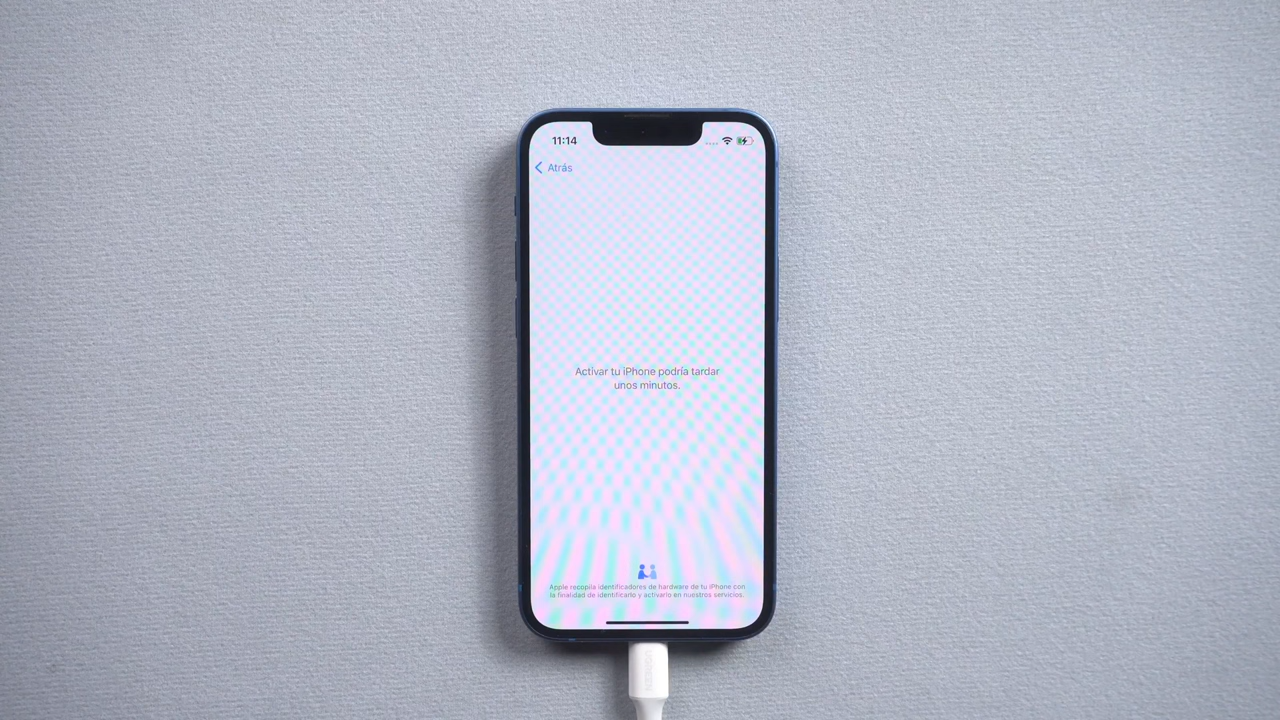 11:14
Atrás
Activar tu iPhone podría tardar
unos minutos.
Apple recopila identificadores de hardware de tu iPhone con
la finalidad de identificarlo y activarlo en nuestros servicios.
UGREEN